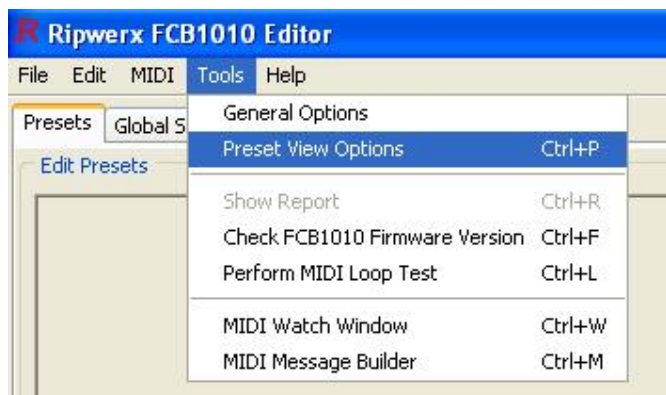 R Ripwerx FCB1010 Editor
File Edit MIDI Tools Help
Presets Global S
Edit Presets
General Options
Preset View Options Ctrl+P
Show Report Ctrl+R
Check FCB1010 Firmware Version Ctrl+F
Perform MIDI Loop Test Ctrl+L
MIDI Watch Window Ctrl+W
MIDI Message Builder Ctrl+M